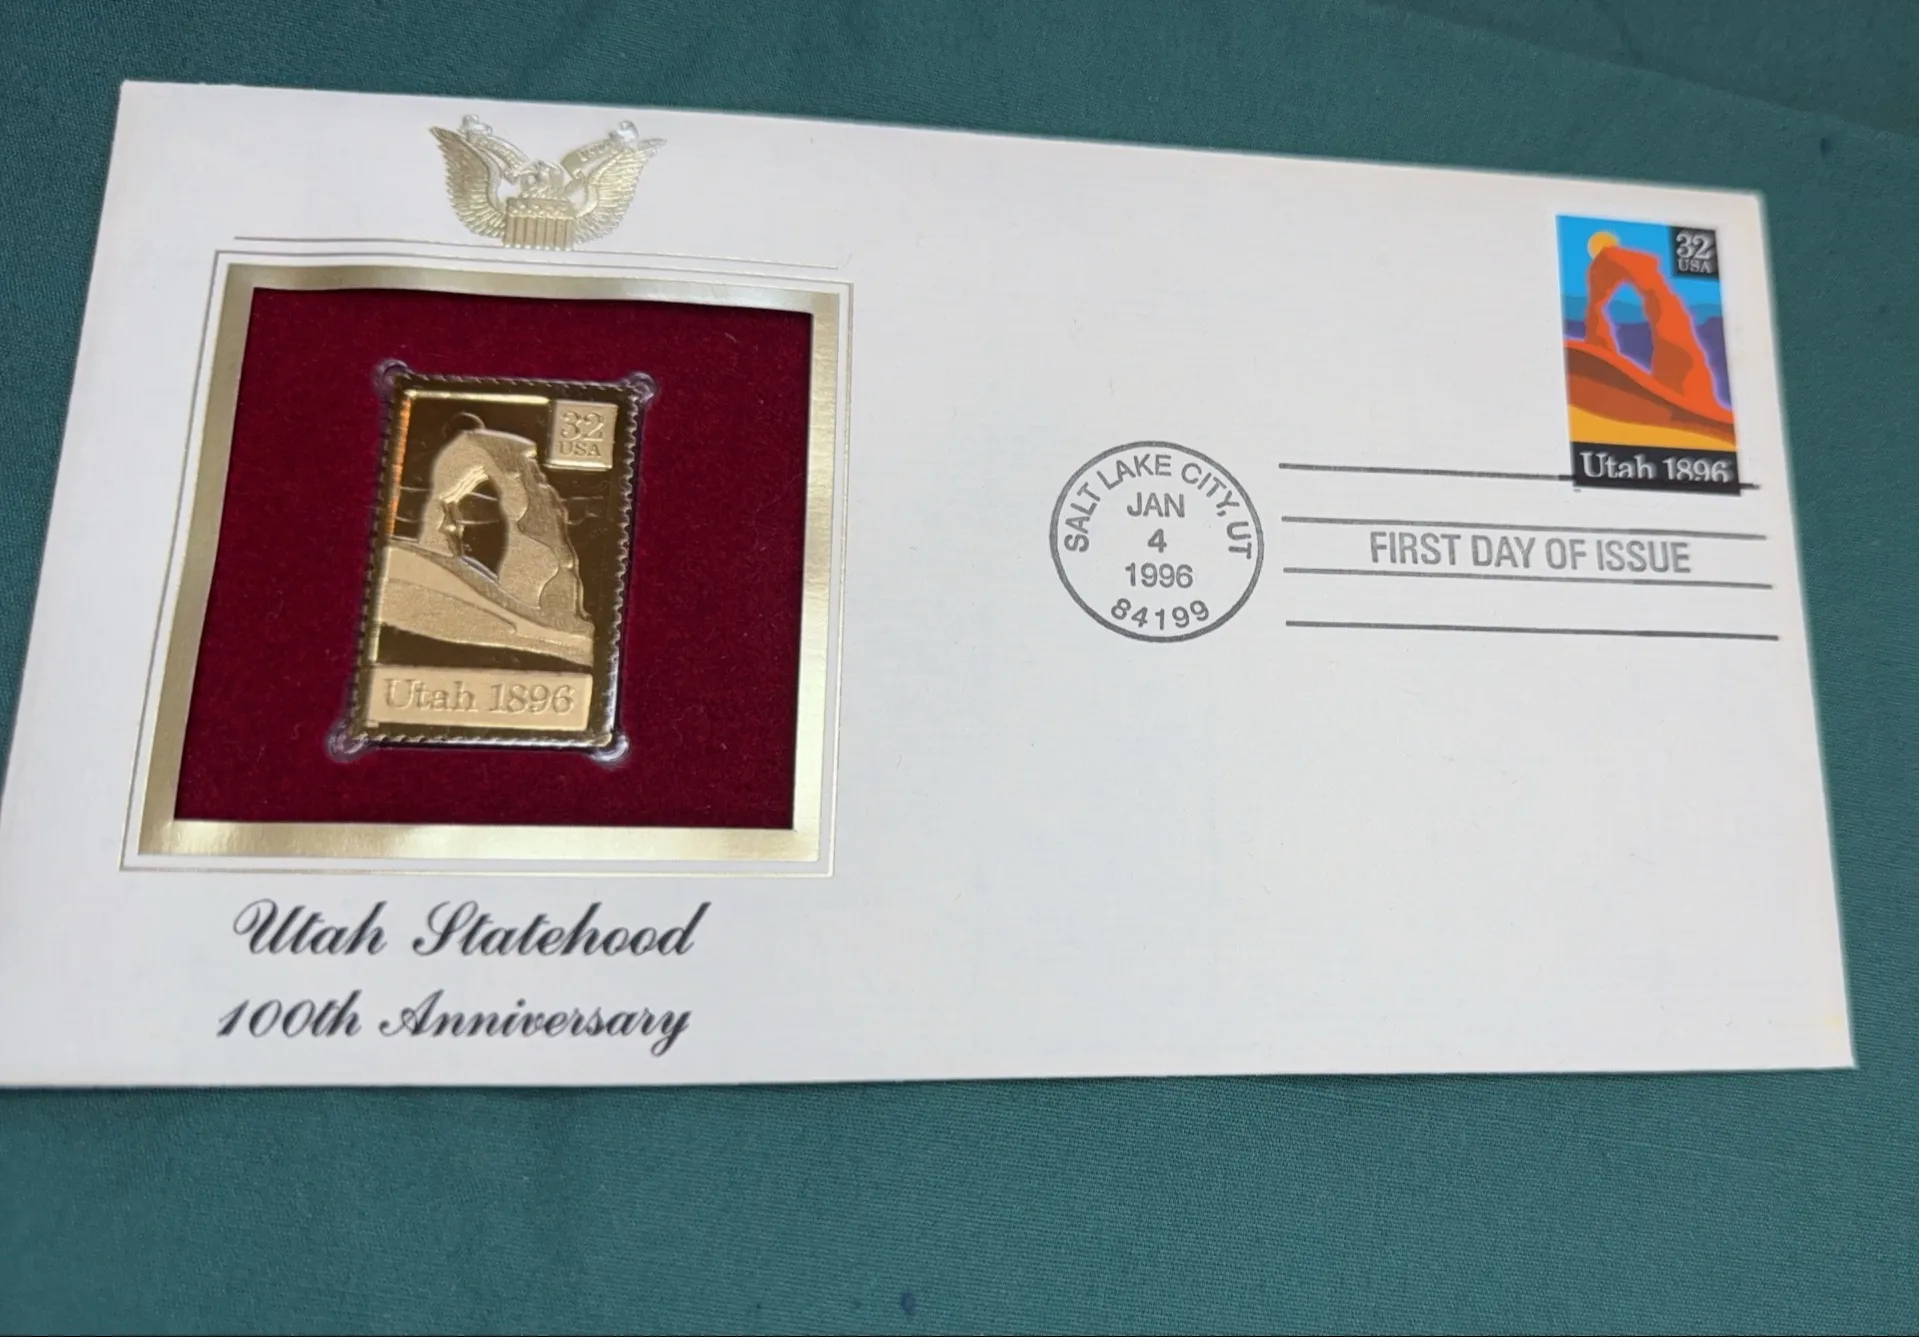 32
USA
Utah 1896
Utah Statehood
100th Anniversary
SALT LAKE CITY, UT
JAN
4
1996
84199
FIRST DAY OF ISSUE
32
USA
Utah 1896